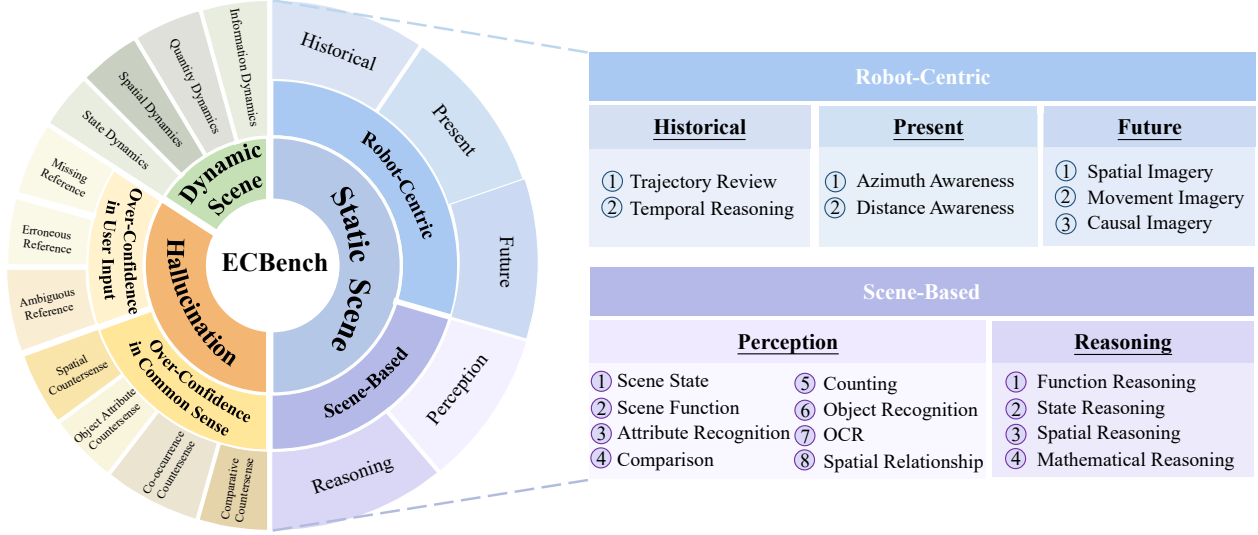 ECBench
Static Scene
Robot-Centric
Historical
Present
Future
Scene-Based
Perception
Reasoning
Dynamic
Scene
Information Dynamics
Quantity Dynamics
Spatial Dynamics
State Dynamics
Hallucination
Over-Confidence
in User Input
Missing
Reference
Erroneous
Reference
Ambiguous
Reference
Over-Confidence
in Common Sense
Spatial
Countersense
Object Attribute
Countersense
Co-occurrence
Countersense
Comparative
Countersense
Robot-Centric
Historical
1 Trajectory Review
2 Temporal Reasoning
Present
1 Azimuth Awareness
2 Distance Awareness
Future
1 Spatial Imagery
2 Movement Imagery
3 Causal Imagery
Scene-Based
Perception
1 Scene State
2 Scene Function
3 Attribute Recognition
4 Comparison
5 Counting
6 Object Recognition
7 OCR
8 Spatial Relationship
Reasoning
1 Function Reasoning
2 State Reasoning
3 Spatial Reasoning
4 Mathematical Reasoning